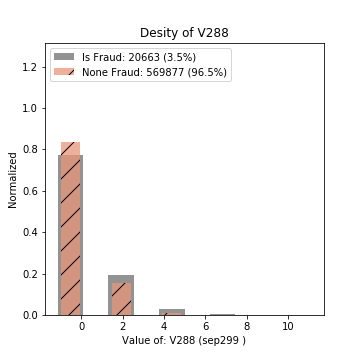 Desity of V288
Is Fraud: 20663 (3.5%)
None Fraud: 569877 (96.5%)
Normalized
1.2
1.0
0.8
0.6
0.4
0.2
0.0
0 2 4 6 8 10
Value of: V288 (sep299 )